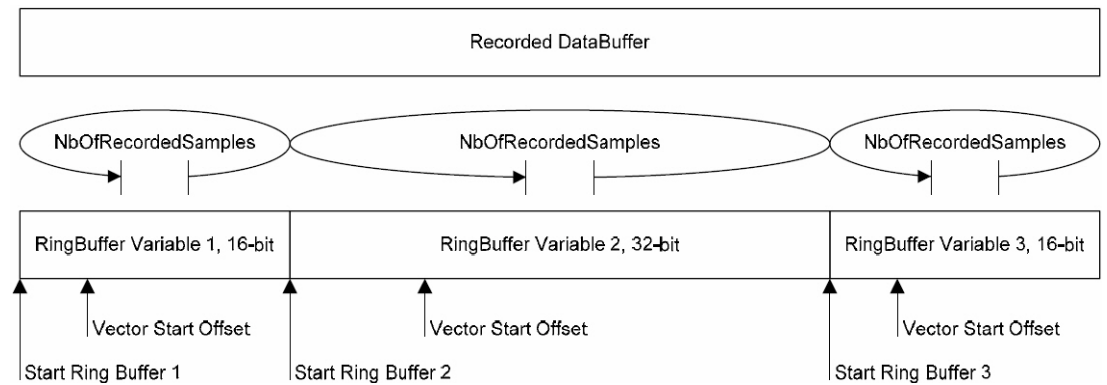 Recorded DataBuffer
NbOfRecordedSamples
NbOfRecordedSamples
NbOfRecordedSamples
RingBuffer Variable 1, 16-bit
RingBuffer Variable 2, 32-bit
RingBuffer Variable 3, 16-bit
Vector Start Offset
Vector Start Offset
Vector Start Offset
Start Ring Buffer 1
Start Ring Buffer 2
Start Ring Buffer 3